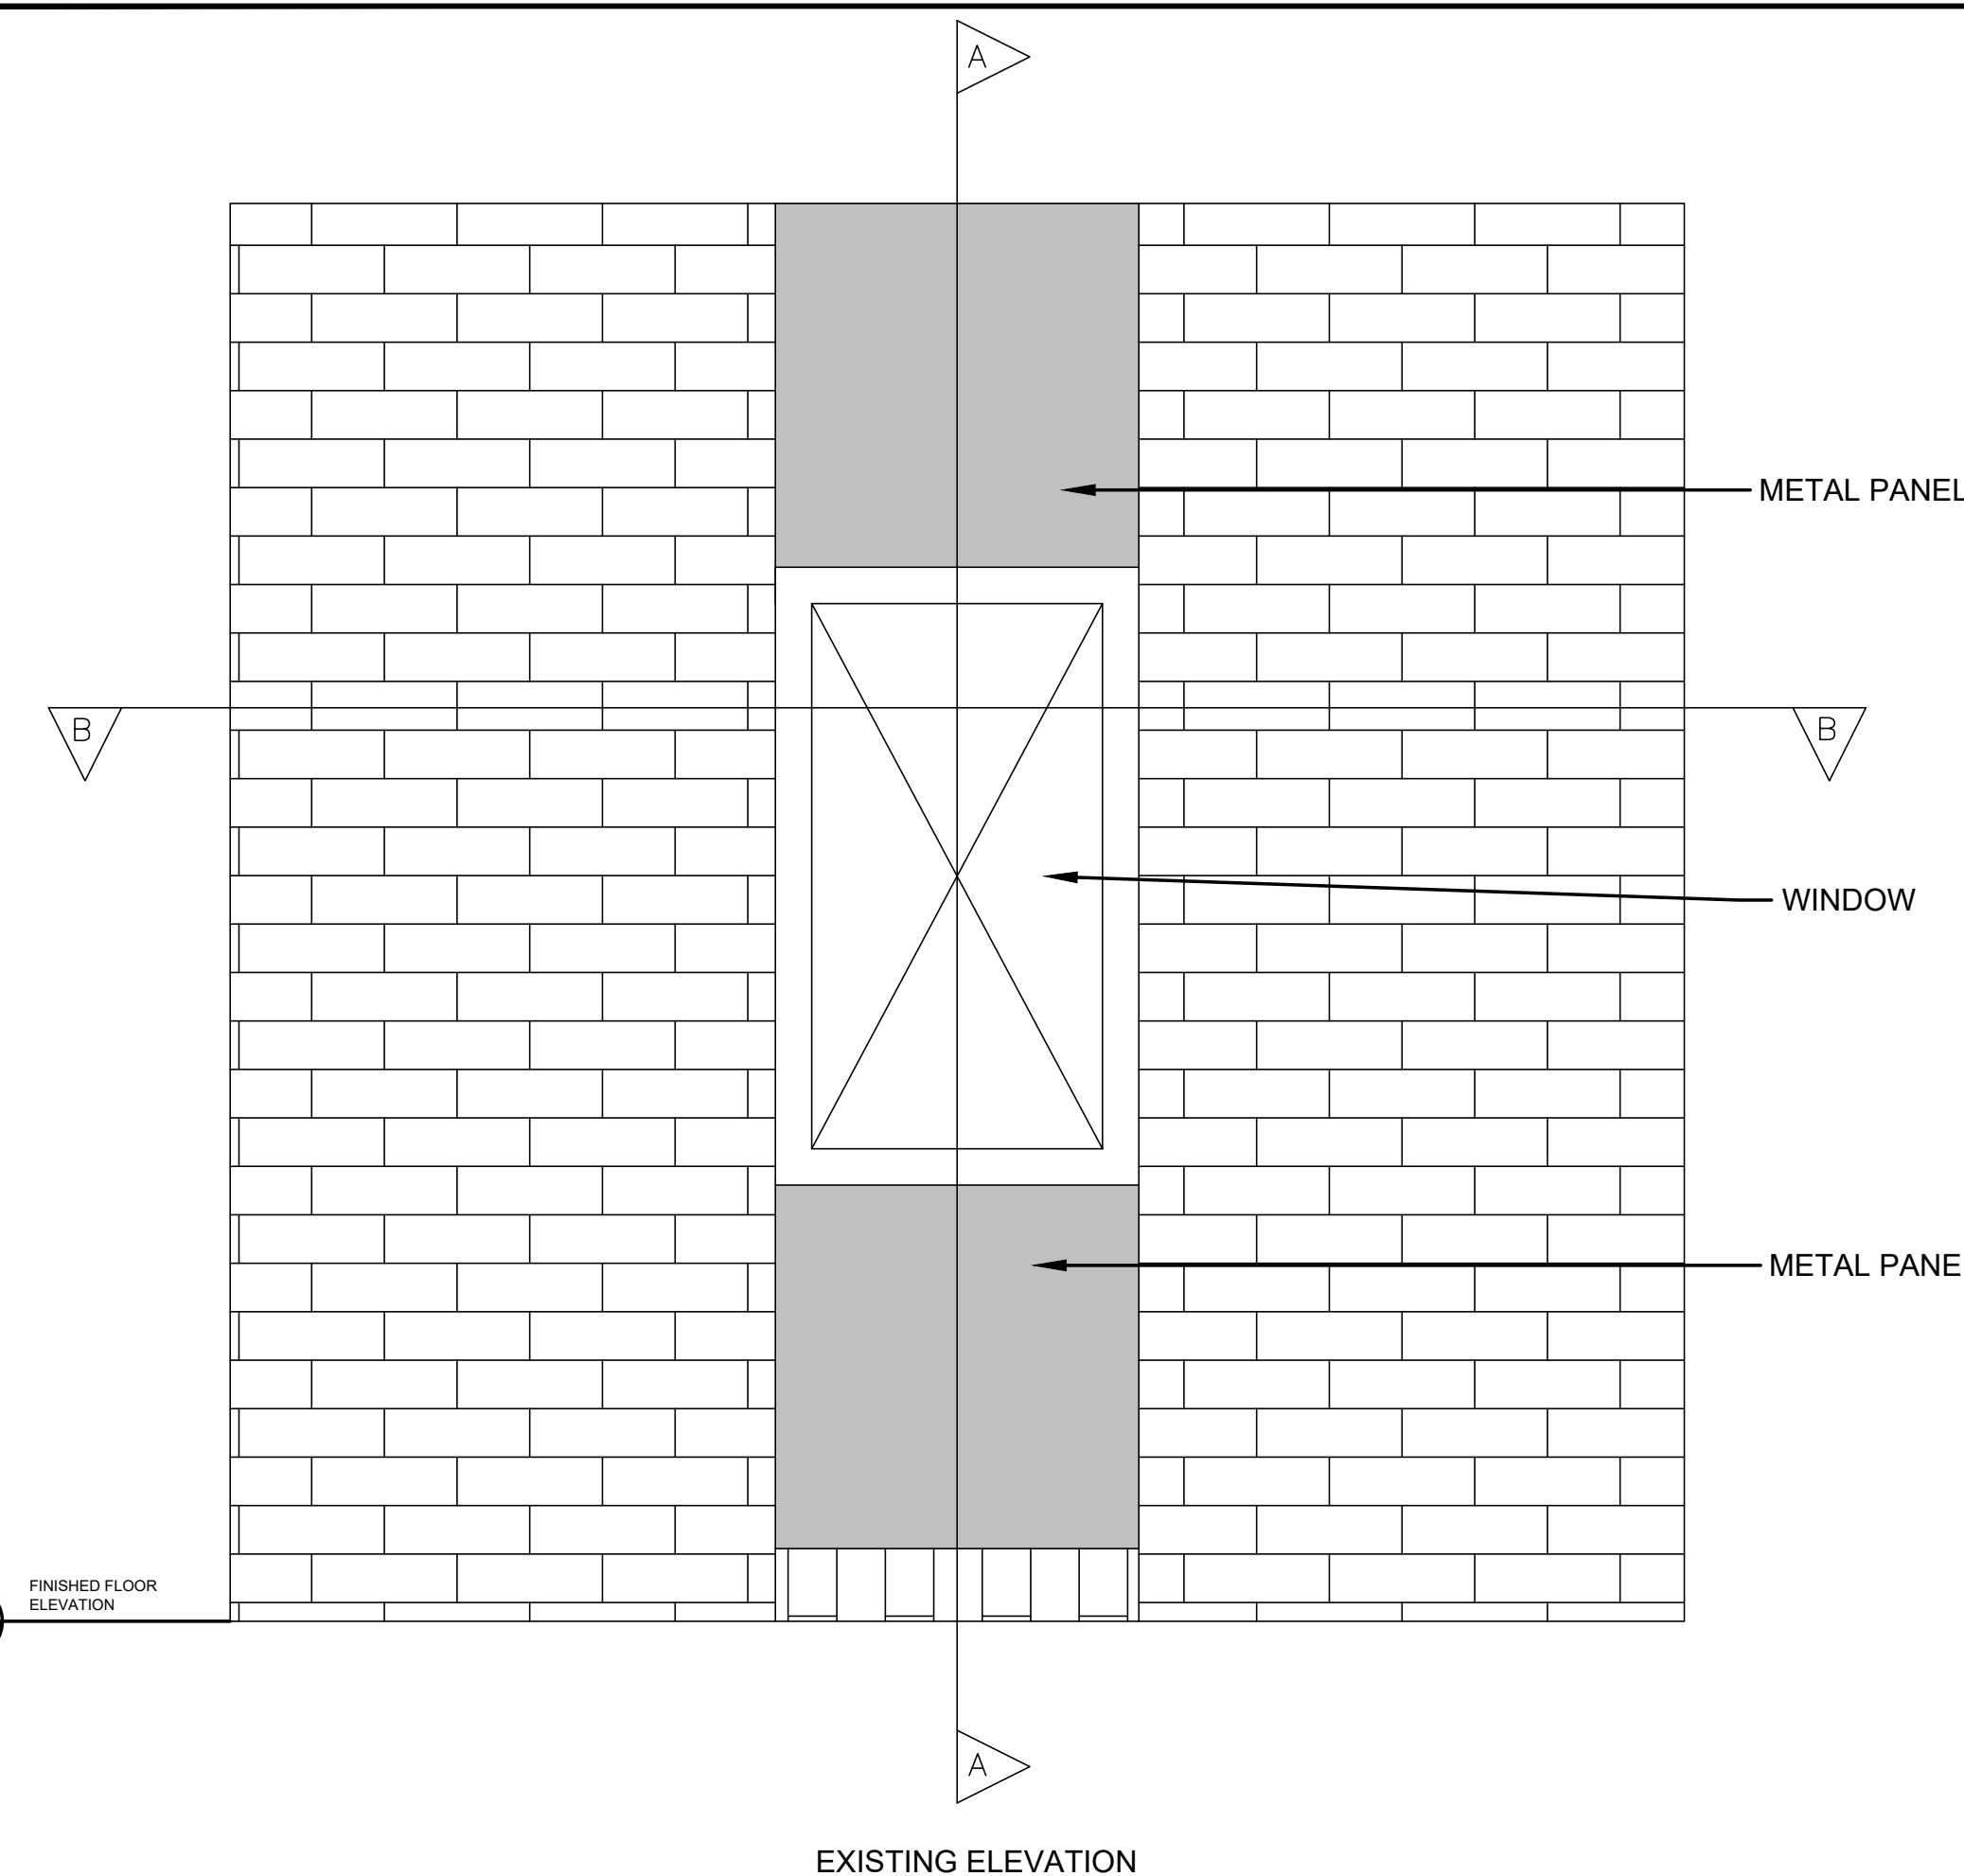 A
METAL PANEL
B
B
WINDOW
METAL PANE
FINISHED FLOOR
ELEVATION
A
EXISTING ELEVATION